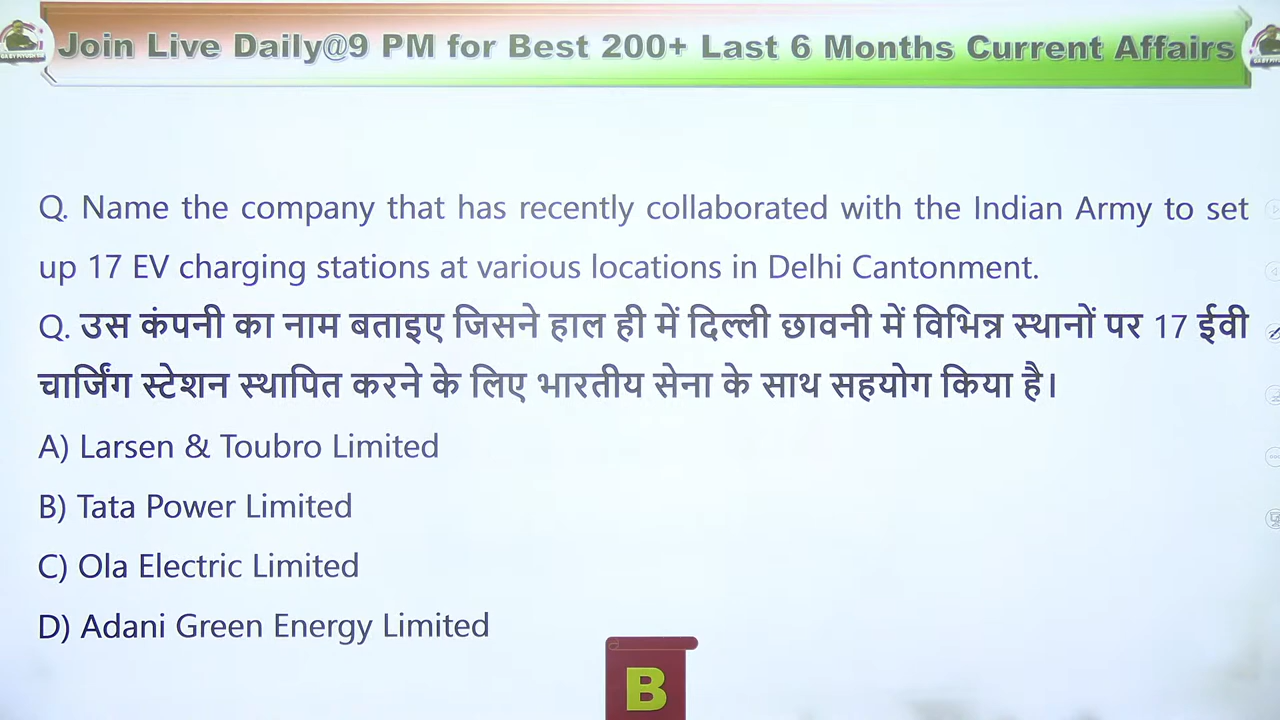 Join Live Daily@9 PM for Best 200+ Last 6 Months Current Affairs
Q. Name the company that has recently collaborated with the Indian Army to set
up 17 EV charging stations at various locations in Delhi Cantonment.
Q. उस कंपनी का नाम बताइए जिसने हाल ही में दिल्ली छावनी में विभिन्न स्थानों पर 17 ईवी
चार्जिंग स्टेशन स्थापित करने के लिए भारतीय सेना के साथ सहयोग किया है।
A) Larsen & Toubro Limited
B) Tata Power Limited
C) Ola Electric Limited
D) Adani Green Energy Limited
B